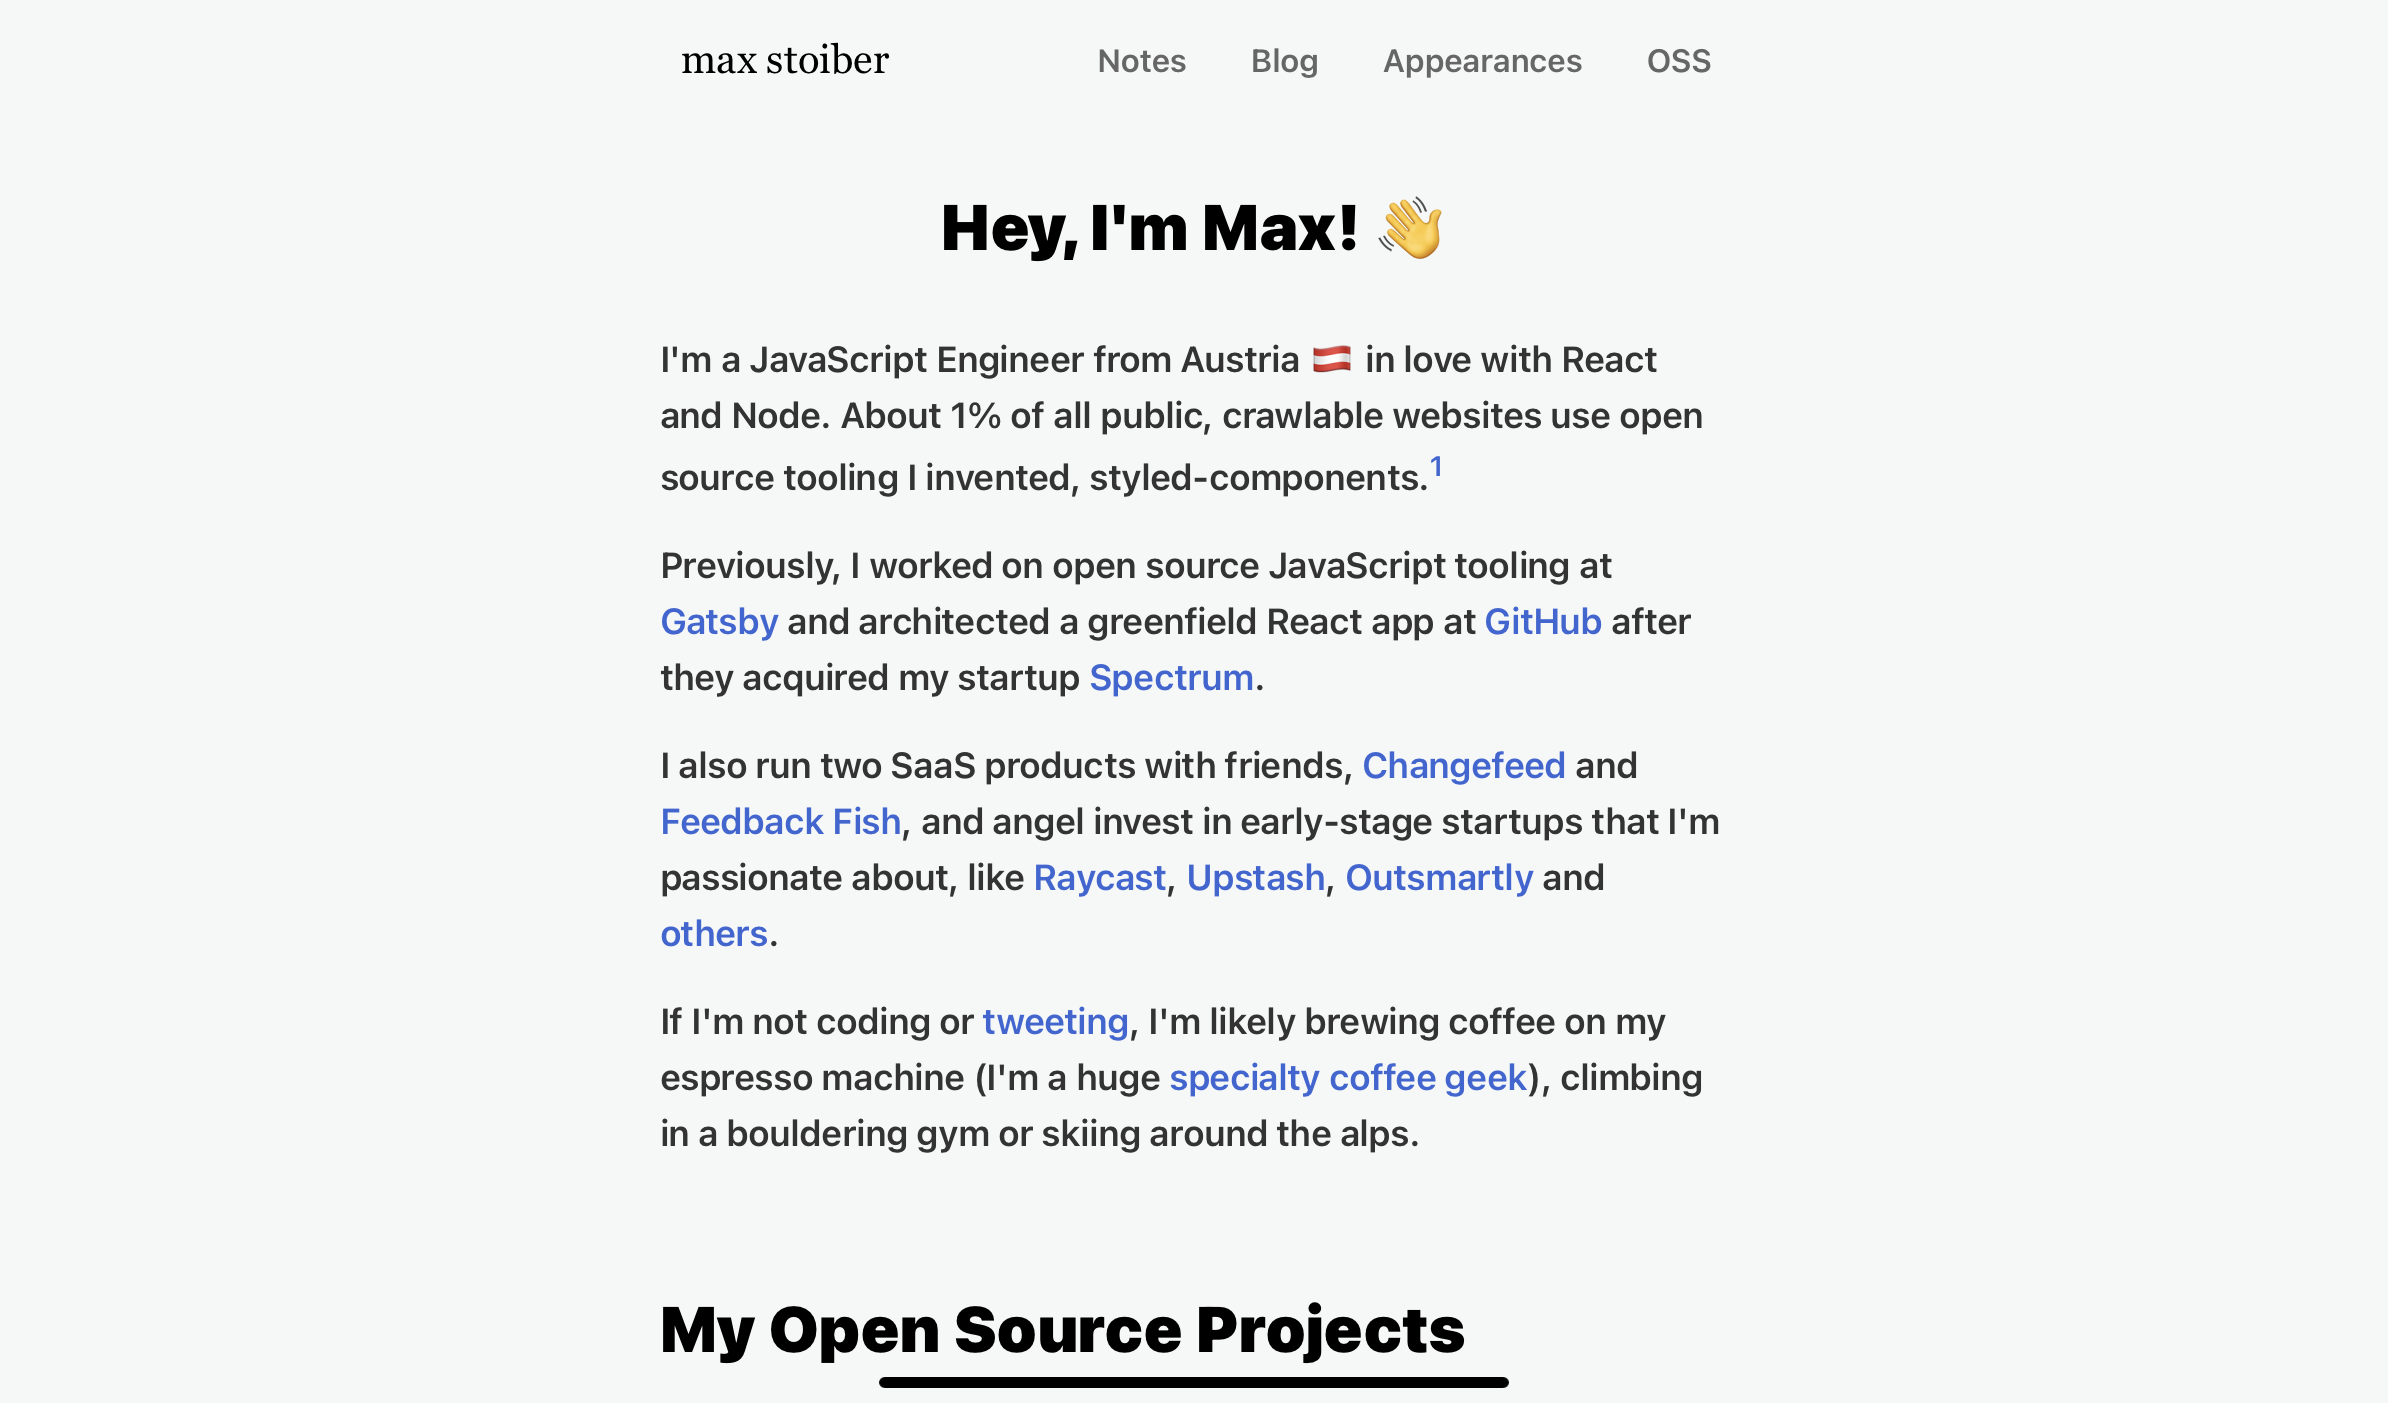 max stoiber
Notes Blog Appearances OSS
Hey, I'm Max! 👋
I'm a JavaScript Engineer from Austria 🇦🇹 in love with React
and Node. About 1% of all public, crawlable websites use open
source tooling I invented, styled-components.1
Previously, I worked on open source JavaScript tooling at
Gatsby and architected a greenfield React app at GitHub after
they acquired my startup Spectrum.
I also run two SaaS products with friends, Changefeed and
Feedback Fish, and angel invest in early-stage startups that I'm
passionate about, like Raycast, Upstash, Outsmartly and
others.
If I'm not coding or tweeting, I'm likely brewing coffee on my
espresso machine (I'm a huge specialty coffee geek), climbing
in a bouldering gym or skiing around the alps.
My Open Source Projects